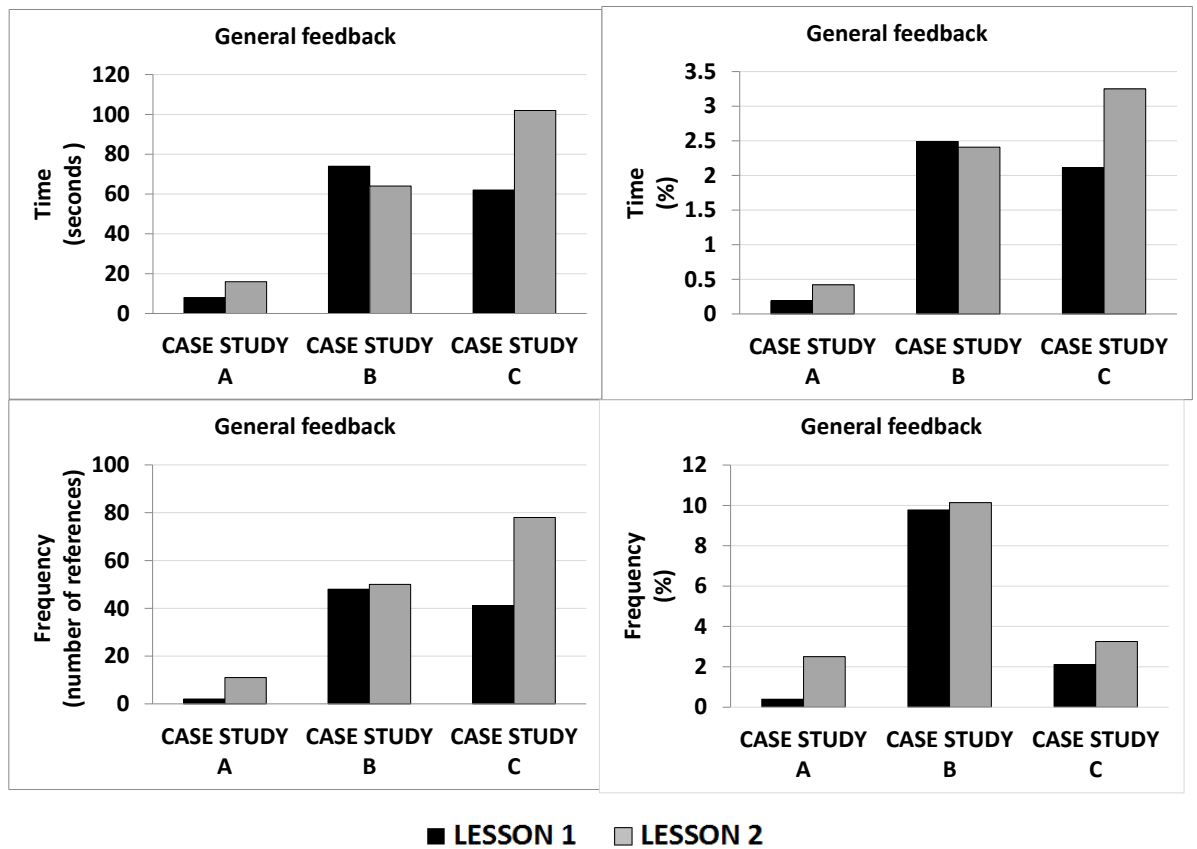 General feedback
Time
(seconds )
120
100
80
60
40
20
0
CASE STUDY
A
CASE STUDY
B
CASE STUDY
C
General feedback
Time
(%)
3.5
3
2.5
2
1.5
1
0.5
0
CASE STUDY
A
CASE STUDY
B
CASE STUDY
C
General feedback
Frequency
(number of references)
100
80
60
40
20
0
CASE STUDY
A
CASE STUDY
B
CASE STUDY
C
General feedback
Frequency
(%)
12
10
8
6
4
2
0
CASE STUDY
A
CASE STUDY
B
CASE STUDY
C
LESSON 1 LESSON 2